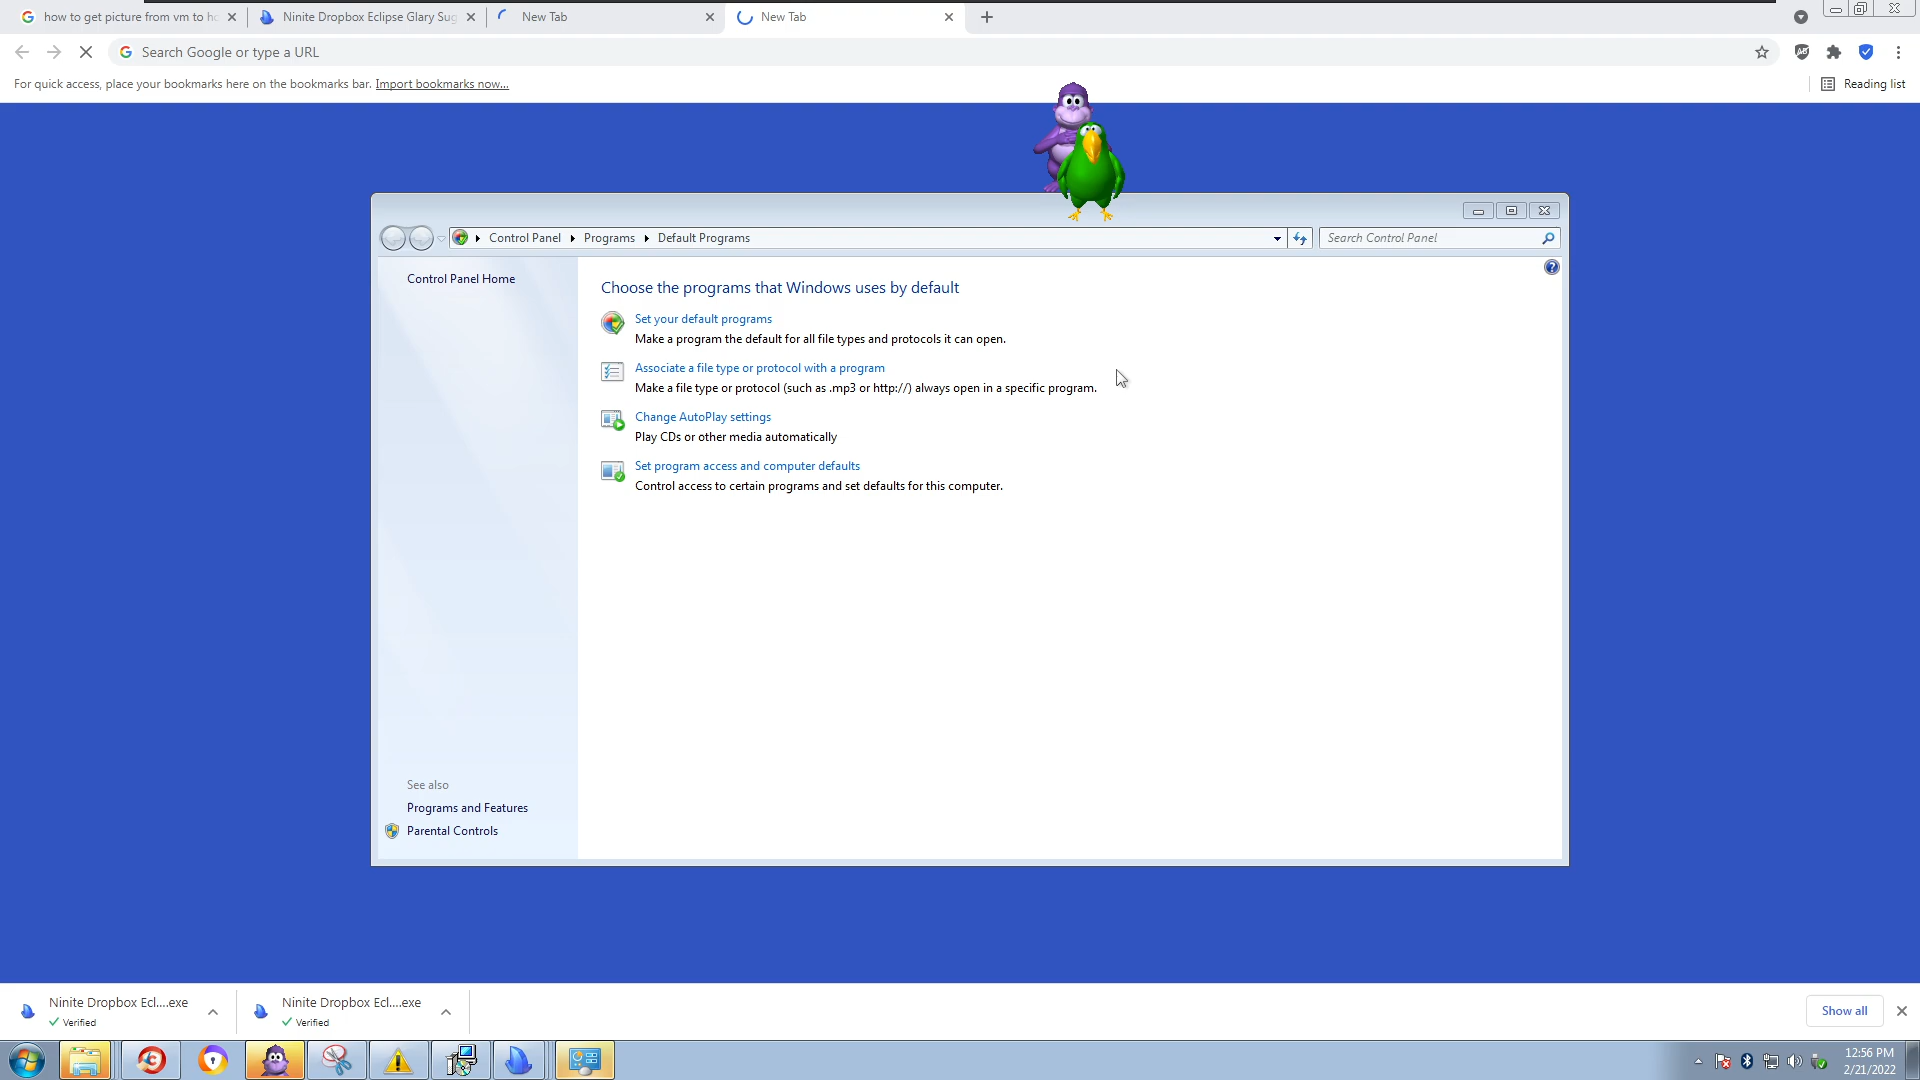 how to get picture from vm to ho
Ninite Dropbox Eclipse Glary Sug
New Tab
New Tab
Search Google or type a URL
For quick access, place your bookmarks here on the bookmarks bar. Import bookmarks now...
Reading list
Control Panel
Programs
Default Programs
Search Control Panel
Control Panel Home
Choose the programs that Windows uses by default
Set your default programs
Make a program the default for all file types and protocols it can open.
Associate a file type or protocol with a program
Make a file type or protocol (such as .mp3 or http://) always open in a specific program.
Change AutoPlay settings
Play CDs or other media automatically
Set program access and computer defaults
Control access to certain programs and set defaults for this computer.
See also
Programs and Features
Parental Controls
Ninite Dropbox Ecl....exe
Verified
Ninite Dropbox Ecl....exe
Verified
Show all
12:56 PM
2/21/2022